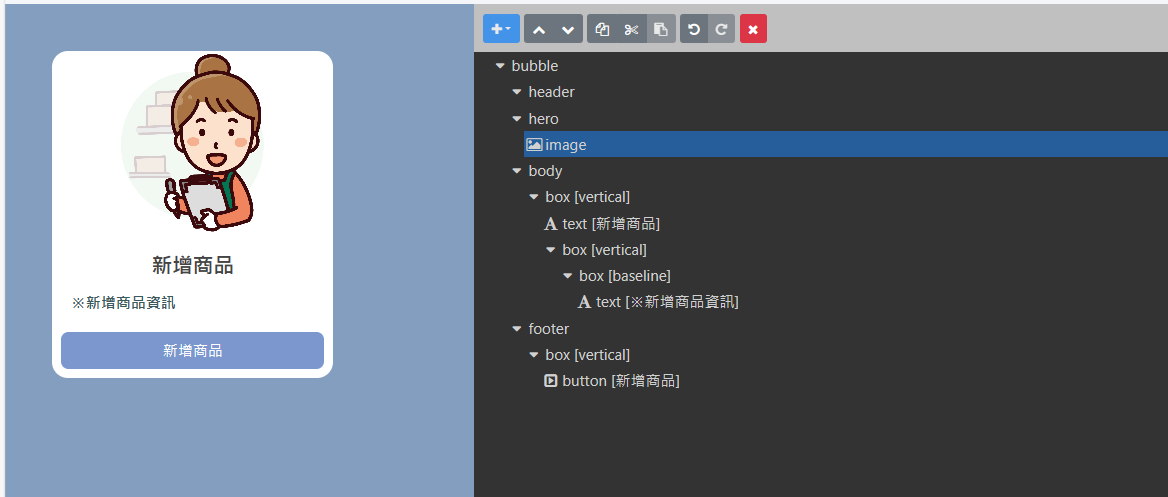 新增商品
※新增商品資訊
新增商品
bubble
header
hero
image
body
box [vertical]
text [新增商品]
box [vertical]
box [baseline]
text [※新增商品資訊]
footer
box [vertical]
button [新增商品]